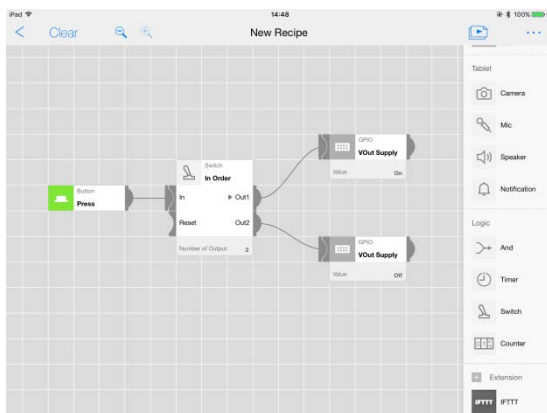 iPad 14:48 100%
Clear New Recipe ...
Tablet
Camera
Mic
Speaker
Notification
Logic
And
Timer
Switch
Counter
Extension
IFTTT IFTTT
Button
Press
Switch
In Order
In Out1
Reset Out2
Number of Output 2
GPIO
VOut Supply
Value On
GPIO
VOut Supply
Value Off